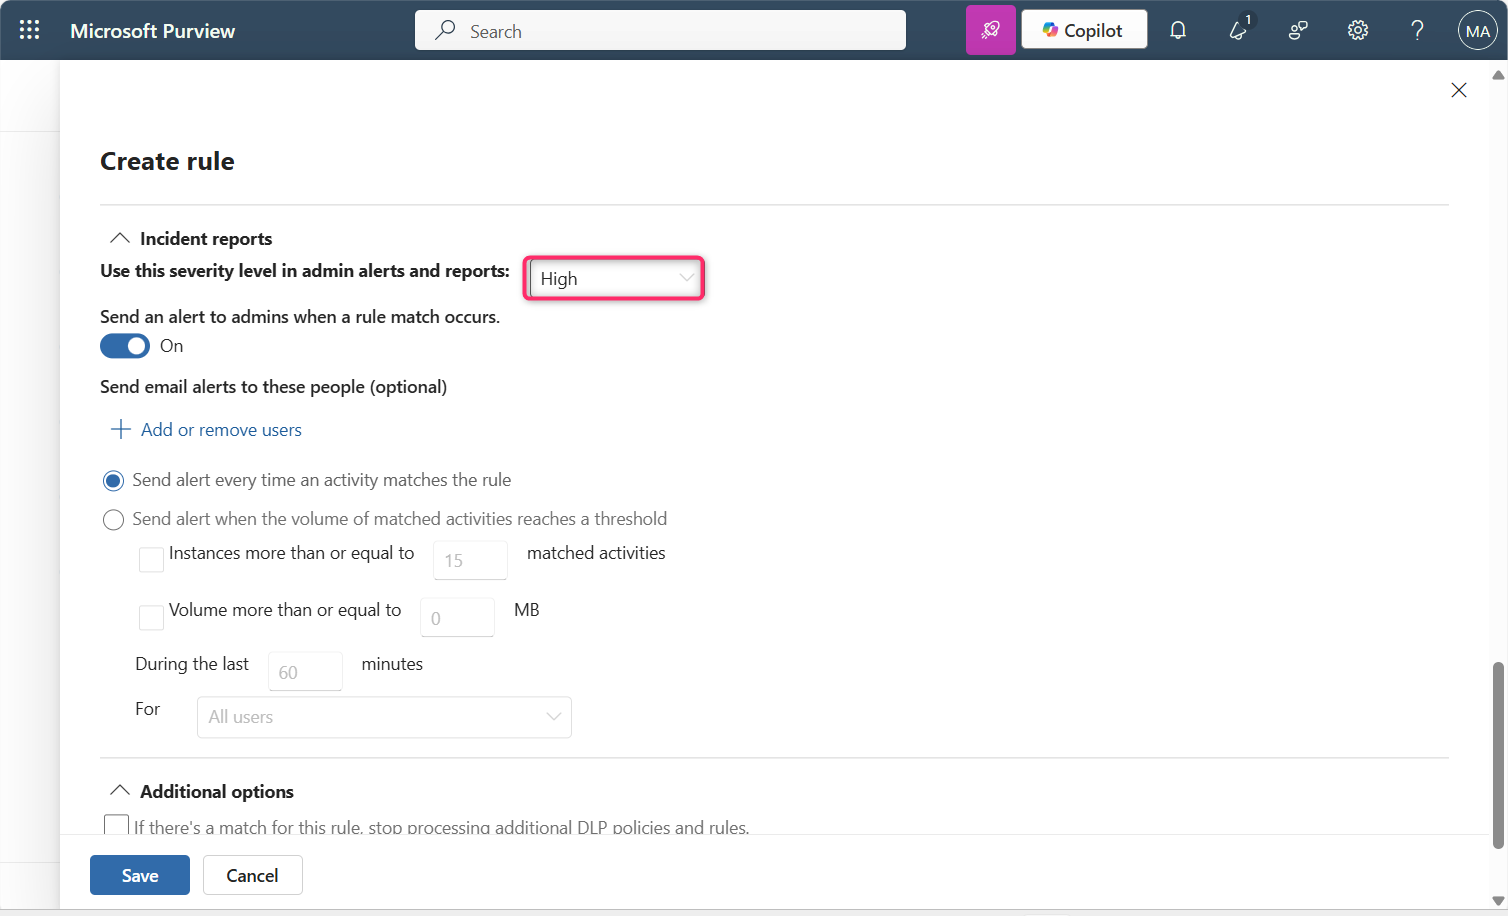 Microsoft Purview
Search
Copilot
1
MA
Create rule
Incident reports
Use this severity level in admin alerts and reports:
High
Send an alert to admins when a rule match occurs.
On
Send email alerts to these people (optional)
Add or remove users
Send alert every time an activity matches the rule
Send alert when the volume of matched activities reaches a threshold
Instances more than or equal to 15 matched activities
Volume more than or equal to 0 MB
During the last 60 minutes
For All users
Additional options
If there's a match for this rule, stop processing additional DLP policies and rules.
Save
Cancel